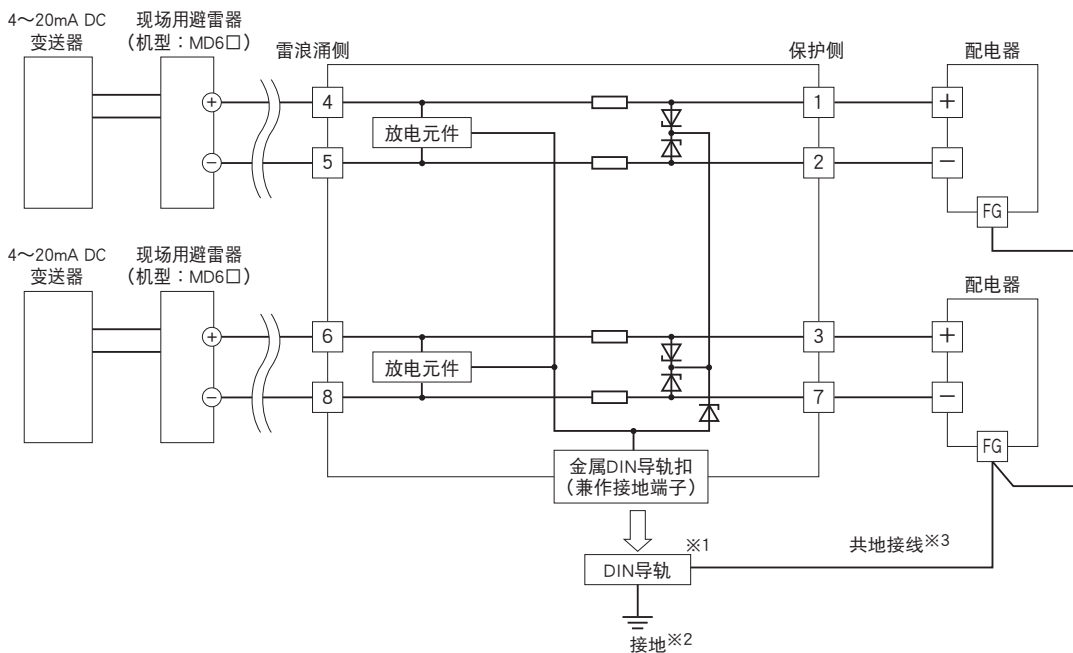 4～20mA DC
变送器
现场用避雷器
（机型：MD6□）
雷浪涌侧
保护侧
配电器
+
4
1
+
放电元件
-
5
2
-
FG
4～20mA DC
变送器
现场用避雷器
（机型：MD6□）
配电器
+
6
3
+
放电元件
-
8
7
-
FG
金属DIN导轨扣
（兼作接地端子）
※1
共地接线※3
DIN导轨
接地※2